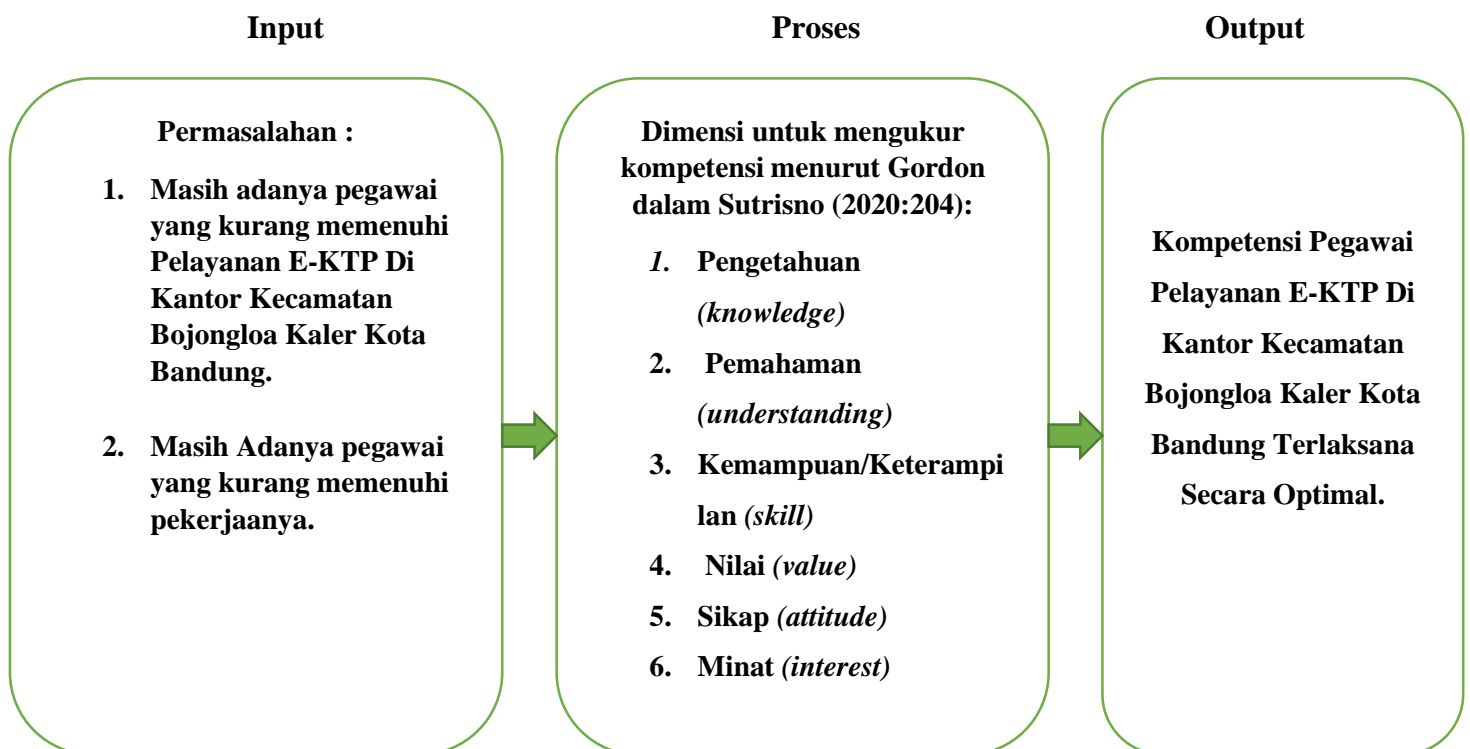 Input
Proses
Output
Permasalahan :
1. Masih adanya pegawai
yang kurang memenuhi
Pelayanan E-KTP Di
Kantor Kecamatan
Bojongloa Kaler Kota
Bandung.
2. Masih Adanya pegawai
yang kurang memenuhi
pekerjaanya.
Dimensi untuk mengukur
kompetensi menurut Gordon
dalam Sutrisno (2020:204):
1. Pengetahuan
(knowledge)
2. Pemahaman
(understanding)
3. Kemampuan/Keterampi
lan (skill)
4. Nilai (value)
5. Sikap (attitude)
6. Minat (interest)
Kompetensi Pegawai
Pelayanan E-KTP Di
Kantor Kecamatan
Bojongloa Kaler Kota
Bandung Terlaksana
Secara Optimal.